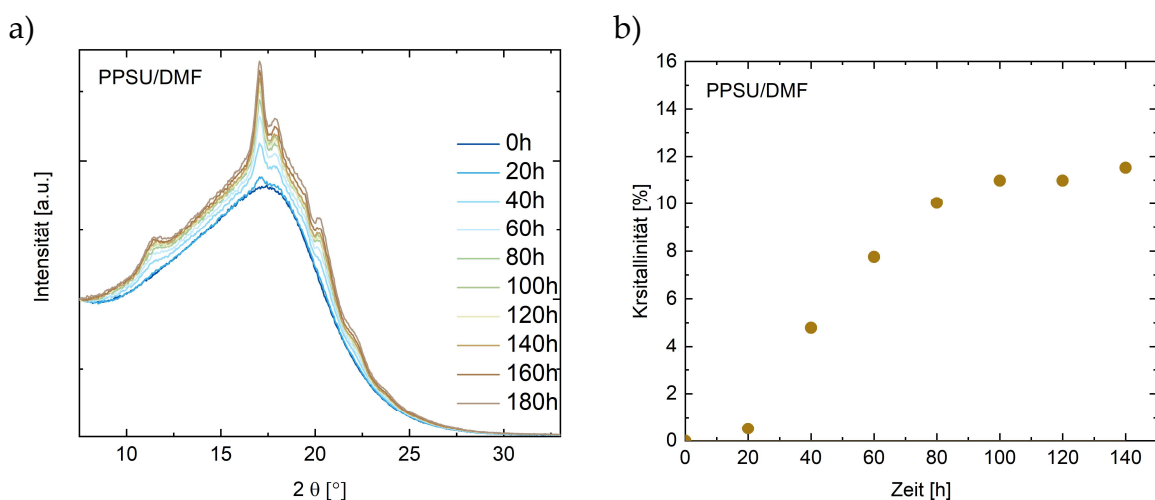 a)
PPSU/DMF
Intensität [a.u.]
0h
20h
40h
60h
80h
100h
120h
140h
160h
180h
10 15 20 25 30
2 θ [°]
b)
PPSU/DMF
Krsitallinität [%]
16
14
12
10
8
6
4
2
0
0 20 40 60 80 100 120 140
Zeit [h]